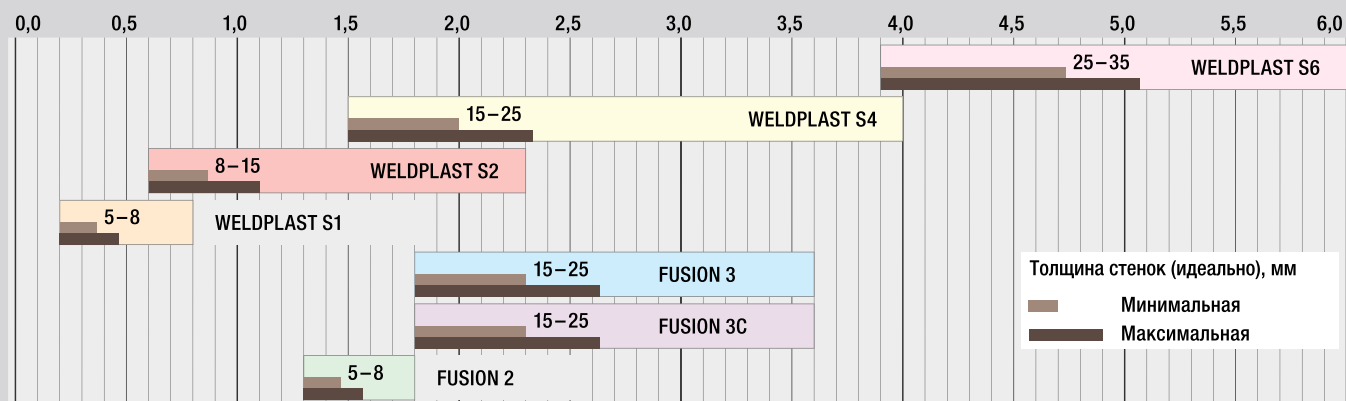 0,0 0,5 1,0 1,5 2,0 2,5 3,0 3,5 4,0 4,5 5,0 5,5 6,0
25–35 WELDPLAST S6
15–25 WELDPLAST S4
8–15 WELDPLAST S2
5–8 WELDPLAST S1
15–25 FUSION 3
Толщина стенок (идеально), мм
Минимальная
Максимальная
15–25 FUSION 3C
5–8 FUSION 2